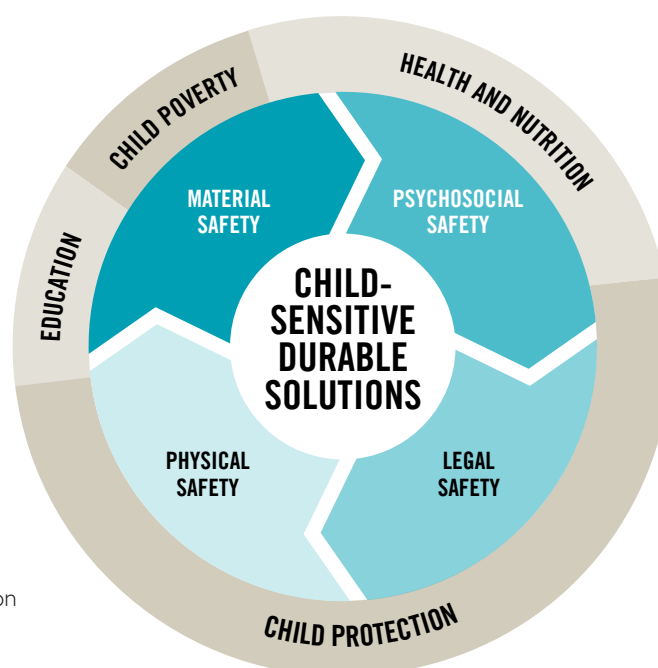 HEALTH AND NUTRITION
CHILD POVERTY
EDUCATION
MATERIAL
SAFETY
PSYCHOSOCIAL
SAFETY
CHILD-
SENSITIVE
DURABLE
SOLUTIONS
PHYSICAL
SAFETY
LEGAL
SAFETY
on
CHILD PROTECTION